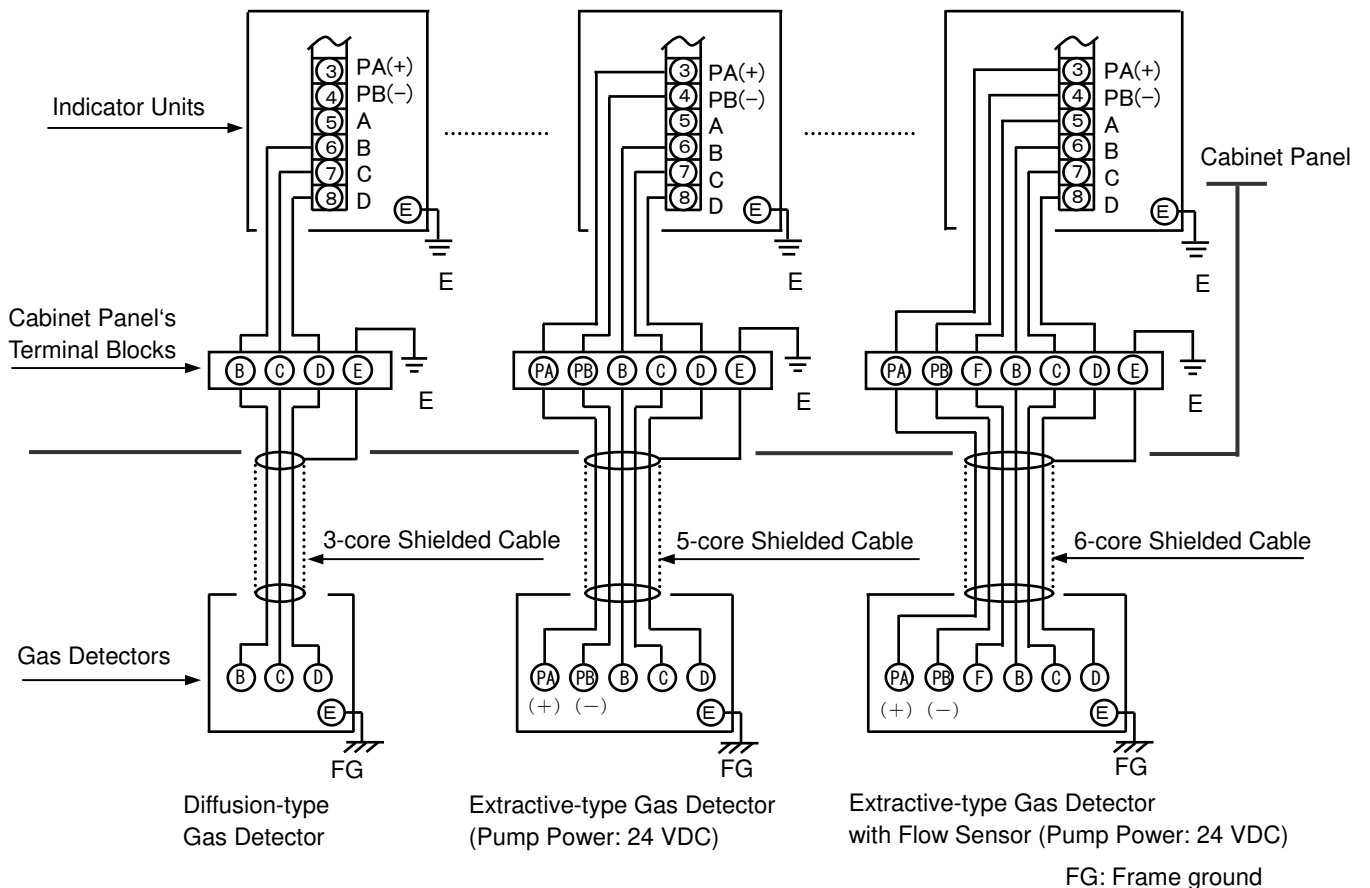 Indicator Units
3 PA(+)
4 PB(−)
5 A
6 B
7 C
8 D
E
E
3 PA(+)
4 PB(−)
5 A
6 B
7 C
8 D
E
E
3 PA(+)
4 PB(−)
5 A
6 B
7 C
8 D
E
E
Cabinet Panel
Cabinet Panel‘s
Terminal Blocks
B C D E
E
PA PB B C D E
E
PA PB F B C D E
E
3-core Shielded Cable
5-core Shielded Cable
6-core Shielded Cable
Gas Detectors
B C D
E
FG
PA PB B C D
(+) (−)
E
FG
PA PB F B C D
(+) (−)
E
FG
Diffusion-type
Gas Detector
Extractive-type Gas Detector
(Pump Power: 24 VDC)
Extractive-type Gas Detector
with Flow Sensor (Pump Power: 24 VDC)
FG: Frame ground